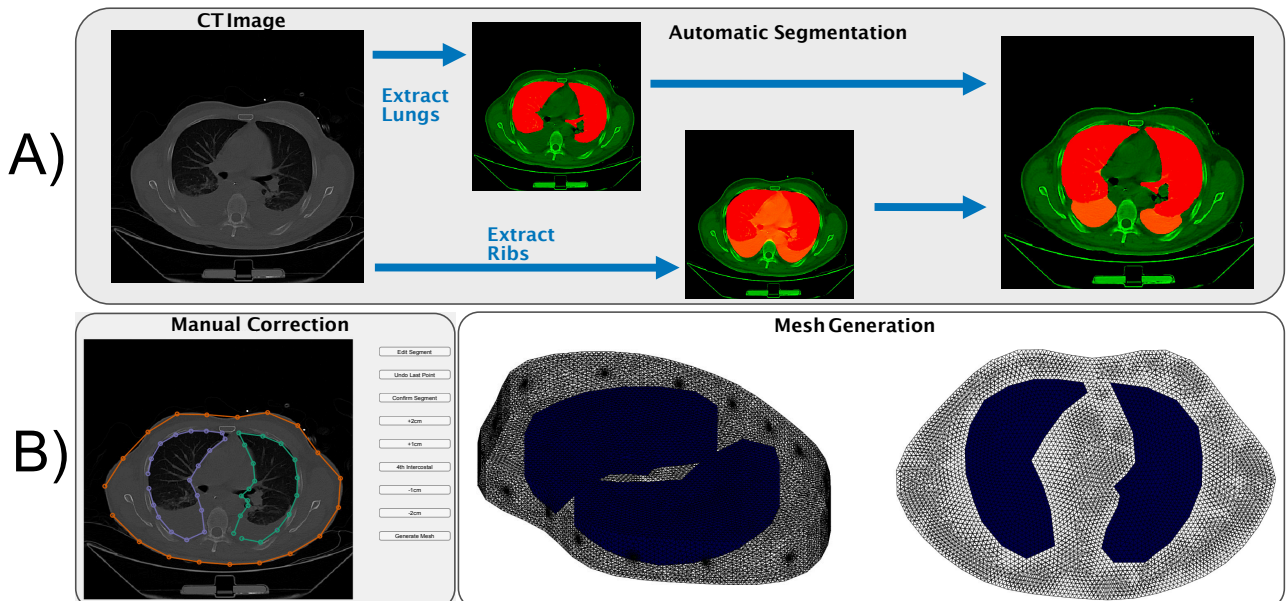 A)
CT Image
Automatic Segmentation
Extract
Lungs
Extract
Ribs
B)
Manual Correction
Edit Segment
Undo Last Point
Confirm Segment
+2cm
+1cm
4th Intercostal
-1cm
-2cm
Generate Mesh
Mesh Generation